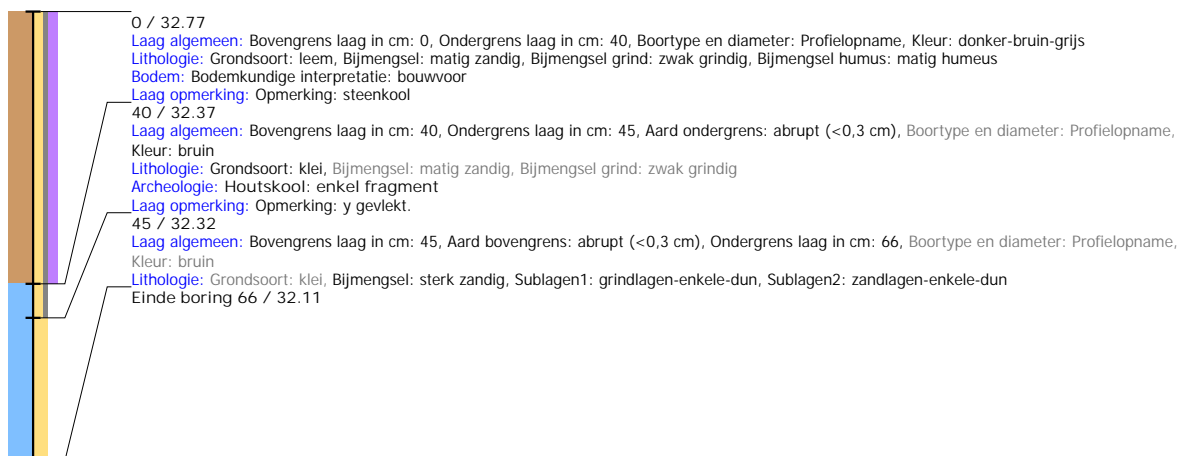 0 / 32.77
Laag algemeen: Bovengrens laag in cm: 0, Ondergrens laag in cm: 40, Boortype en diameter: Profielopname, Kleur: donker-bruin-grijs
Lithologie: Grondsoort: leem, Bijmengsel: matig zandig, Bijmengsel grind: zwak grindig, Bijmengsel humus: matig humeus
Bodem: Bodemkundige interpretatie: bouwvoor
Laag opmerking: Opmerking: steenkool
40 / 32.37
Laag algemeen: Bovengrens laag in cm: 40, Ondergrens laag in cm: 45, Aard ondergrens: abrupt (<0,3 cm), Boortype en diameter: Profielopname,
Kleur: bruin
Lithologie: Grondsoort: klei, Bijmengsel: matig zandig, Bijmengsel grind: zwak grindig
Archeologie: Houtskool: enkel fragment
Laag opmerking: Opmerking: y gevlekt.
45 / 32.32
Laag algemeen: Bovengrens laag in cm: 45, Aard bovengrens: abrupt (<0,3 cm), Ondergrens laag in cm: 66, Boortype en diameter: Profielopname,
Kleur: bruin
Lithologie: Grondsoort: klei, Bijmengsel: sterk zandig, Sublagen1: grindlagen-enkele-dun, Sublagen2: zandlagen-enkele-dun
Einde boring 66 / 32.11